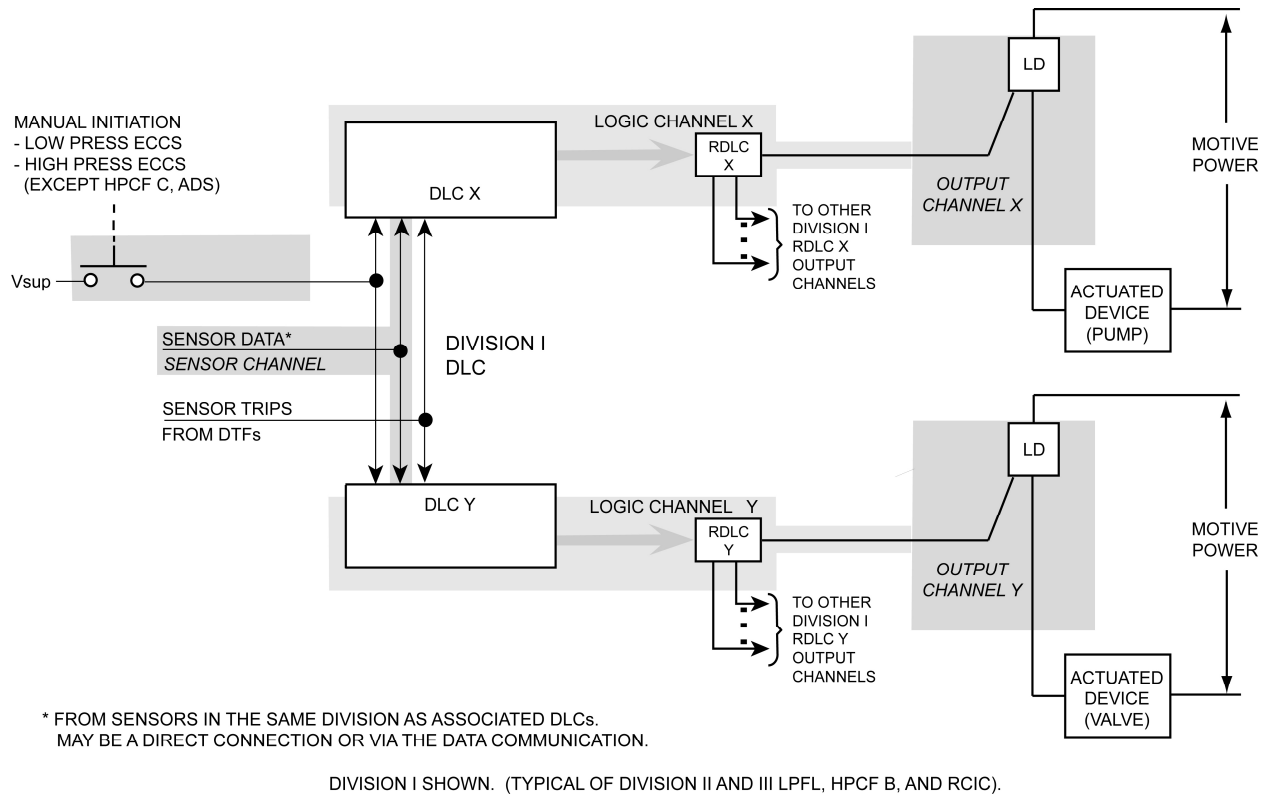 MANUAL INITIATION
- LOW PRESS ECCS
- HIGH PRESS ECCS
(EXCEPT HPCF C, ADS)
Vsup
SENSOR DATA*
SENSOR CHANNEL
SENSOR TRIPS
FROM DTFs
DIVISION I
DLC
DLC X
LOGIC CHANNEL X
RDLC
X
TO OTHER
DIVISION I
RDLC X
OUTPUT
CHANNELS
OUTPUT
CHANNEL X
LD
MOTIVE
POWER
ACTUATED
DEVICE
(PUMP)
DLC Y
LOGIC CHANNEL Y
RDLC
Y
TO OTHER
DIVISION I
RDLC Y
OUTPUT
CHANNELS
OUTPUT
CHANNEL Y
LD
MOTIVE
POWER
ACTUATED
DEVICE
(VALVE)
* FROM SENSORS IN THE SAME DIVISION AS ASSOCIATED DLCs.
MAY BE A DIRECT CONNECTION OR VIA THE DATA COMMUNICATION.
DIVISION I SHOWN. (TYPICAL OF DIVISION II AND III LPFL, HPCF B, AND RCIC).